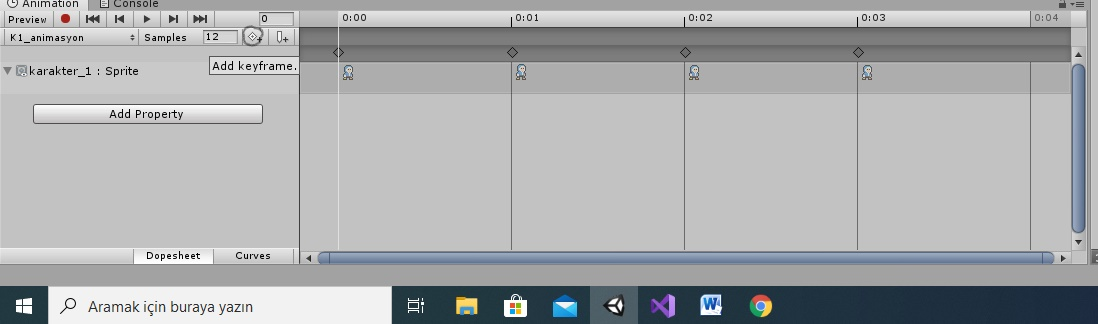 Animation Console
Preview 0 0:00 0:01 0:02 0:03 0:04
K1_animasyon Samples 12
Add keyframe.
karakter_1 : Sprite
Add Property
Dopesheet Curves
Aramak için buraya yazın